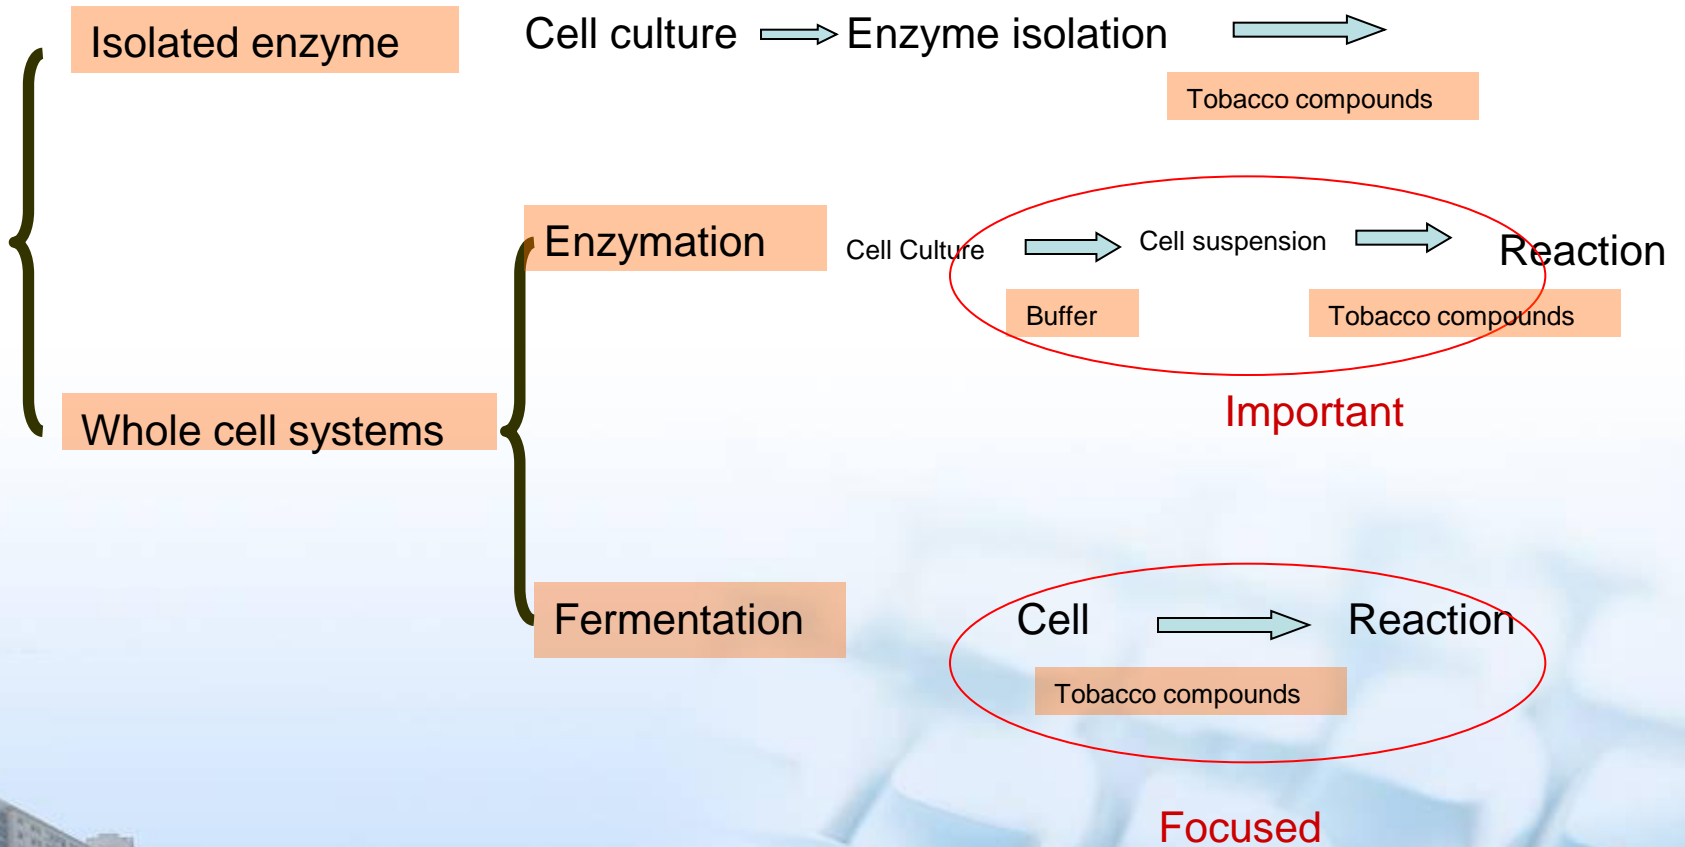 Isolated enzyme
Cell culture
Enzyme isolation
Tobacco compounds
Enzymation
Cell Culture
Cell suspension
Reaction
Buffer
Tobacco compounds
Important
Whole cell systems
Fermentation
Cell
Reaction
Tobacco compounds
Focused